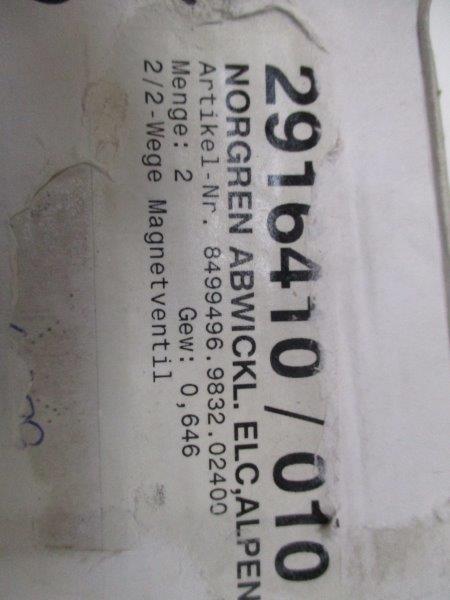 2916410 / 010
NORGREN ABWICKL. ELC,ALPEN
Artikel-Nr. 8499496.9832.02400
Menge: 2 Gew: 0,646
2/2-Wege Magnetventil